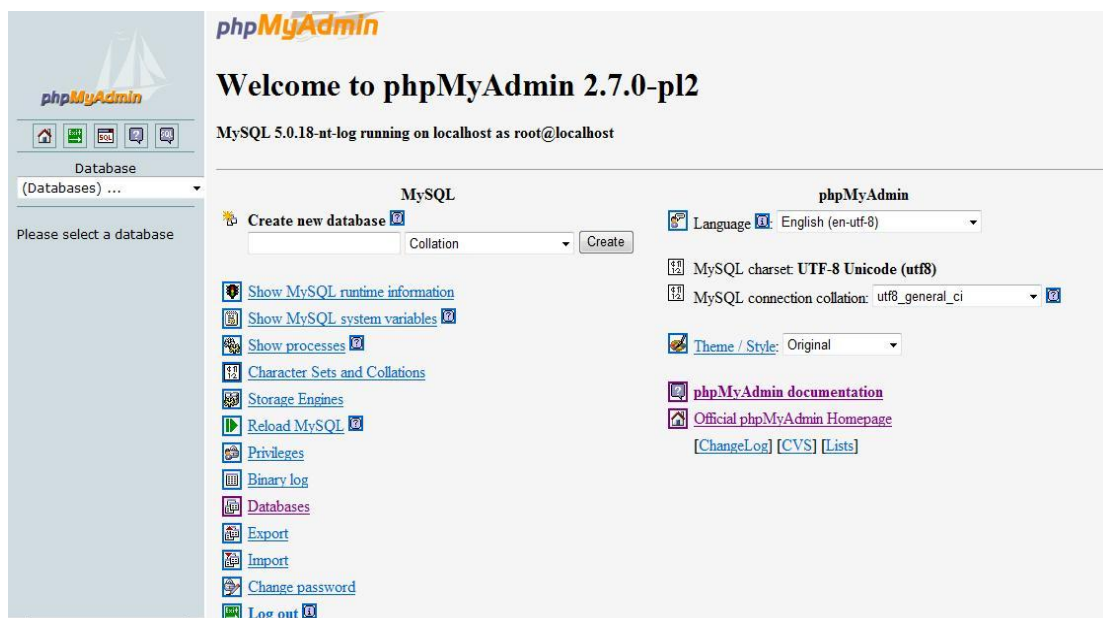 phpMyAdmin
Database
(Databases) ...
Please select a database
phpMyAdmin
Welcome to phpMyAdmin 2.7.0-pl2
MySQL 5.0.18-nt-log running on localhost as root@localhost
MySQL
Create new database
Collation Create
Show MySQL runtime information
Show MySQL system variables
Show processes
Character Sets and Collations
Storage Engines
Reload MySQL
Privileges
Binary log
Databases
Export
Import
Change password
Log out
phpMyAdmin
Language: English (en-utf-8)
MySQL charset: UTF-8 Unicode (utf8)
MySQL connection collation: utf8_general_ci
Theme / Style: Original
phpMyAdmin documentation
Official phpMyAdmin Homepage
[ChangeLog] [CVS] [Lists]